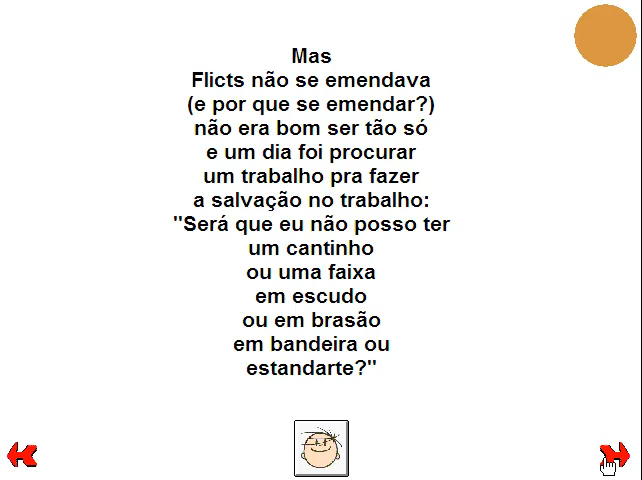 Mas
Flicts não se emendava
(e por que se emendar?)
não era bom ser tão só
e um dia foi procurar
um trabalho pra fazer
a salvação no trabalho:
"Será que eu não posso ter
um cantinho
ou uma faixa
em escudo
ou em brasão
em bandeira ou
estandarte?"